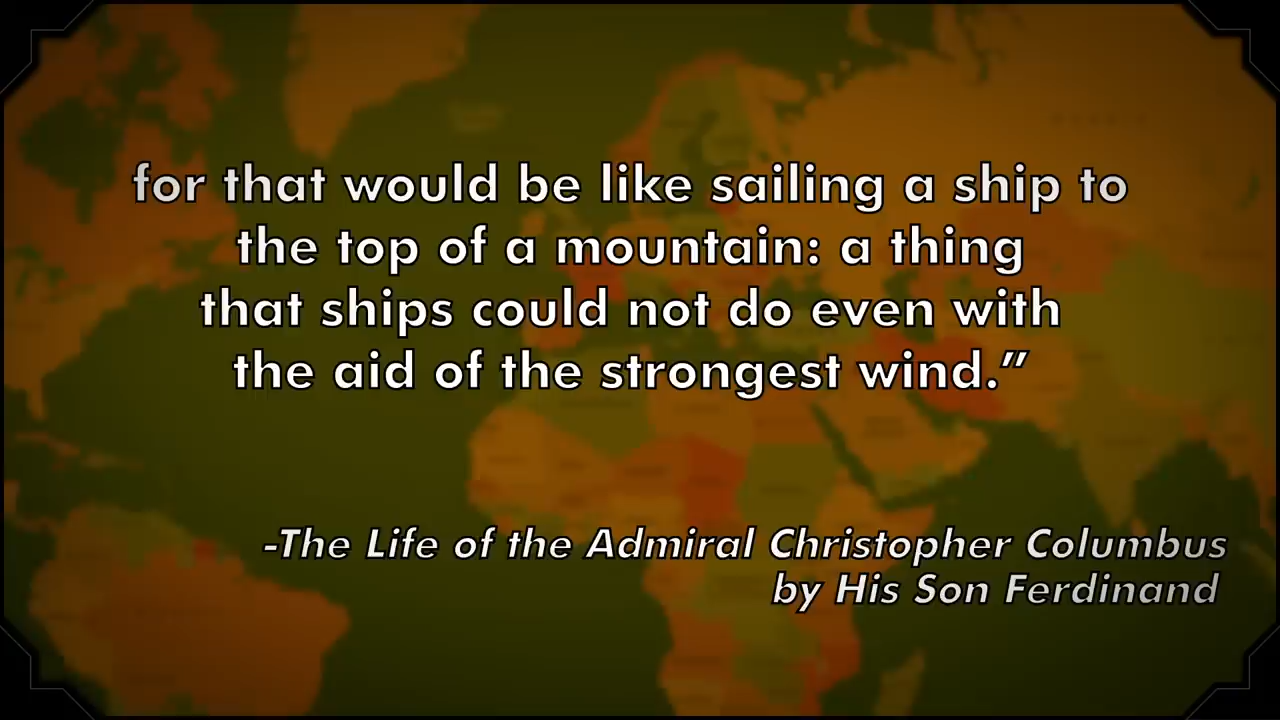 for that would be like sailing a ship to
the top of a mountain: a thing
that ships could not do even with
the aid of the strongest wind.”
-The Life of the Admiral Christopher Columbus
by His Son Ferdinand